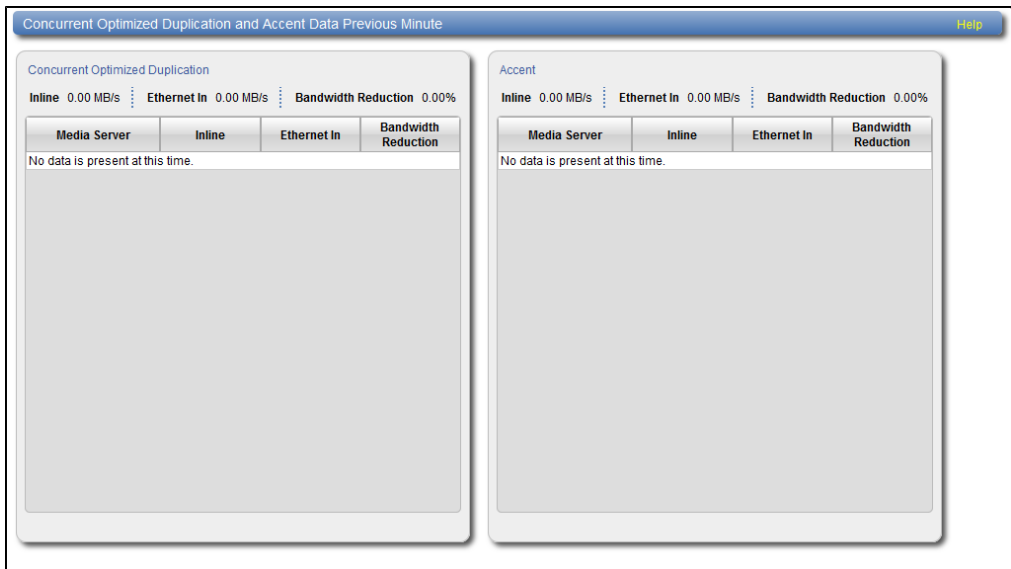 Concurrent Optimized Duplication and Accent Data Previous Minute Help
Concurrent Optimized Duplication
Inline 0.00 MB/s Ethernet In 0.00 MB/s Bandwidth Reduction 0.00%
Media Server Inline Ethernet In Bandwidth Reduction
No data is present at this time.
Accent
Inline 0.00 MB/s Ethernet In 0.00 MB/s Bandwidth Reduction 0.00%
Media Server Inline Ethernet In Bandwidth Reduction
No data is present at this time.